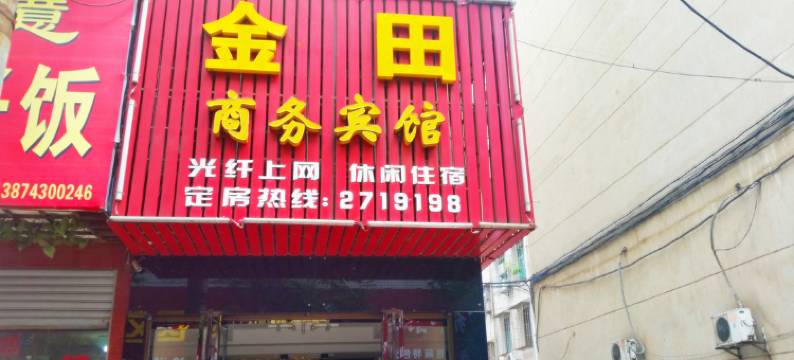 金田
商务宾馆
光纤上网 休闲住宿
定房热线:2719198
意
饭
3874300246